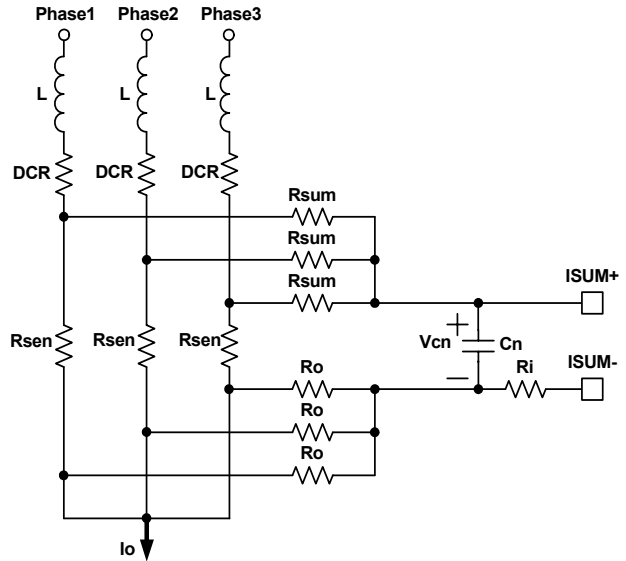 Phase1 Phase2 Phase3
L L L
DCR DCR DCR
Rsum
Rsum
Rsum
ISUM+
Rsen Rsen Rsen
Vcn Cn
ISUM-
Ro
Ri
Ro
Ro
Io